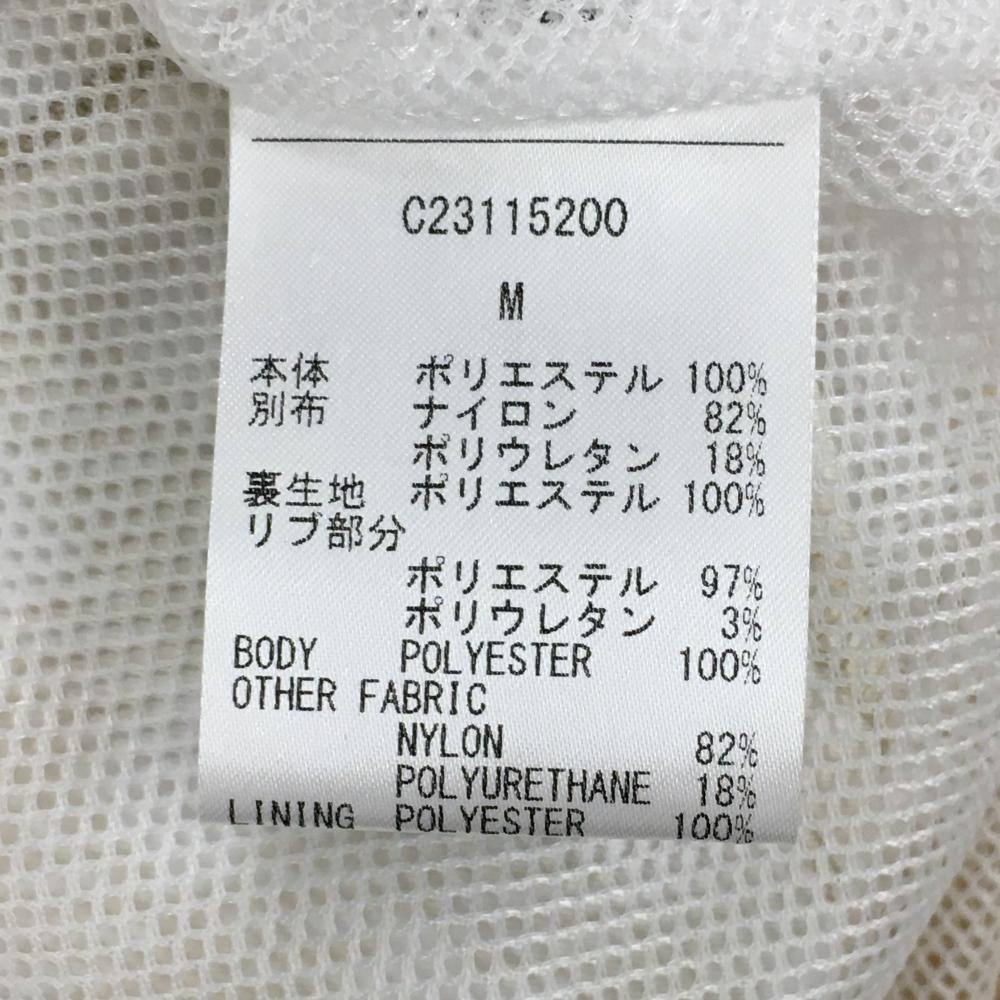 C23115200
M
本体 ポリエステル 100%
別布 ナイロン 82%
ポリウレタン 18%
裏生地 ポリエステル 100%
リブ部分
ポリエステル 97%
ポリウレタン 3%
BODY POLYESTER 100%
OTHER FABRIC
NYLON 82%
POLYURETHANE 18%
LINING POLYESTER 100%